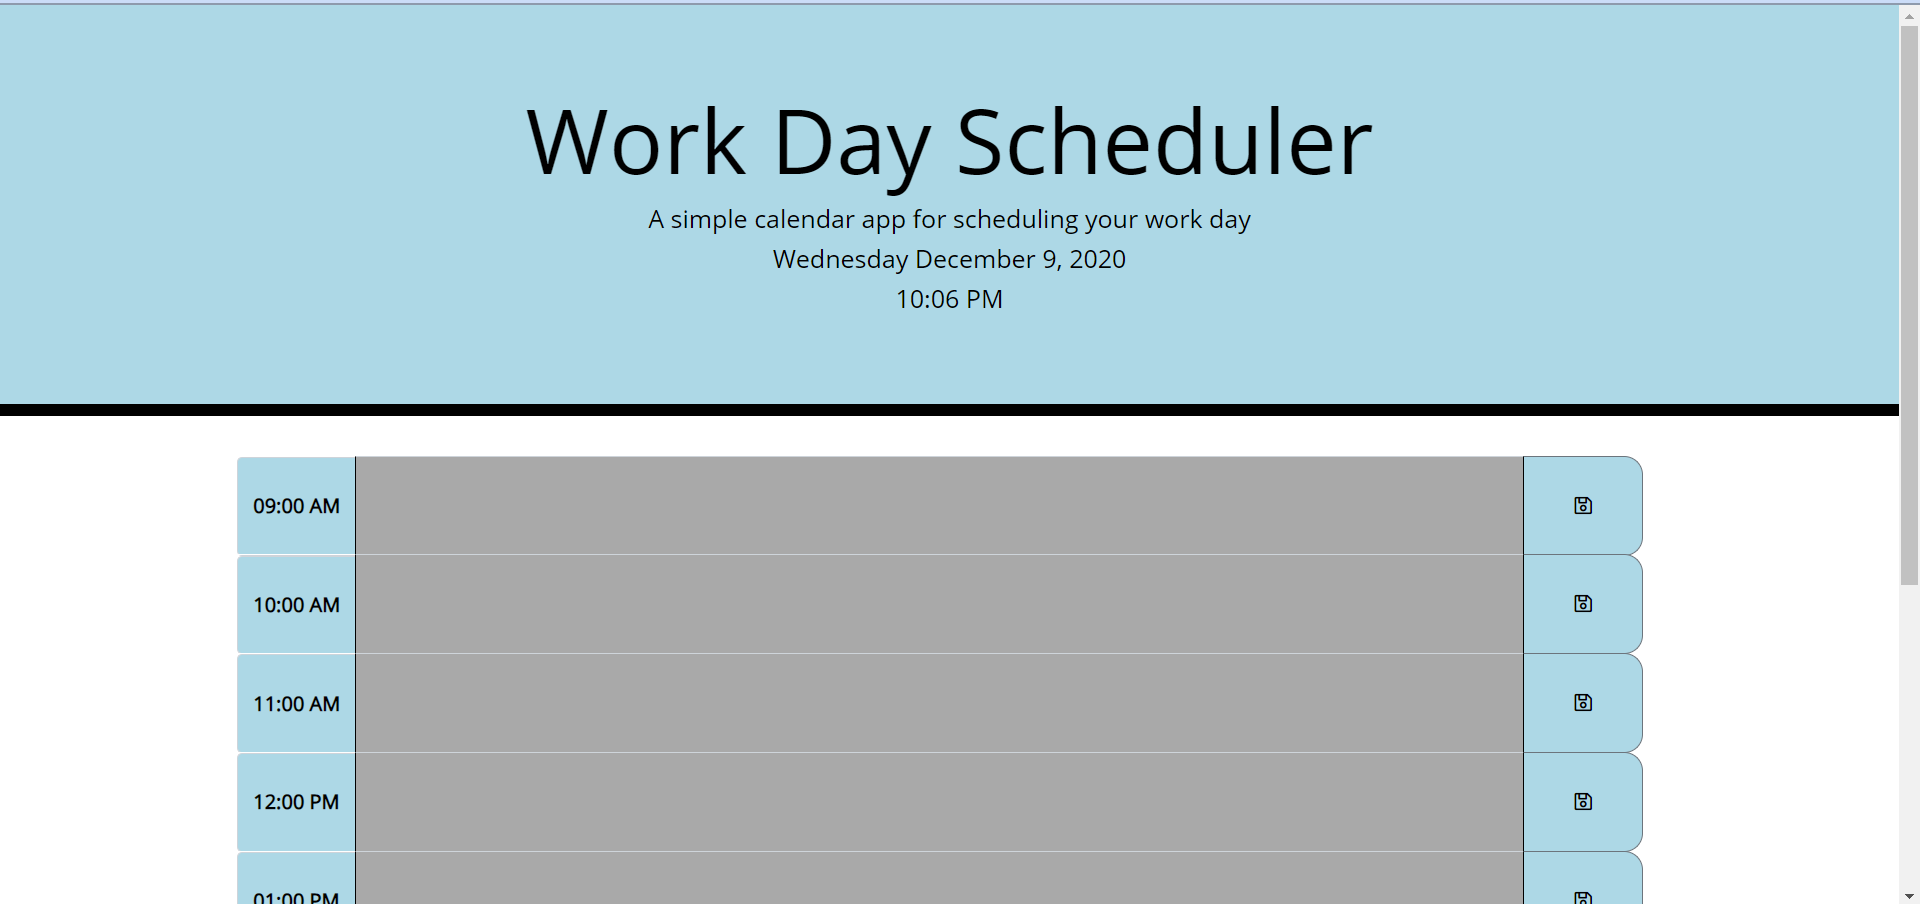 Work Day Scheduler
A simple calendar app for scheduling your work day
Wednesday December 9, 2020
10:06 PM
09:00 AM
10:00 AM
11:00 AM
12:00 PM
01:00 PM